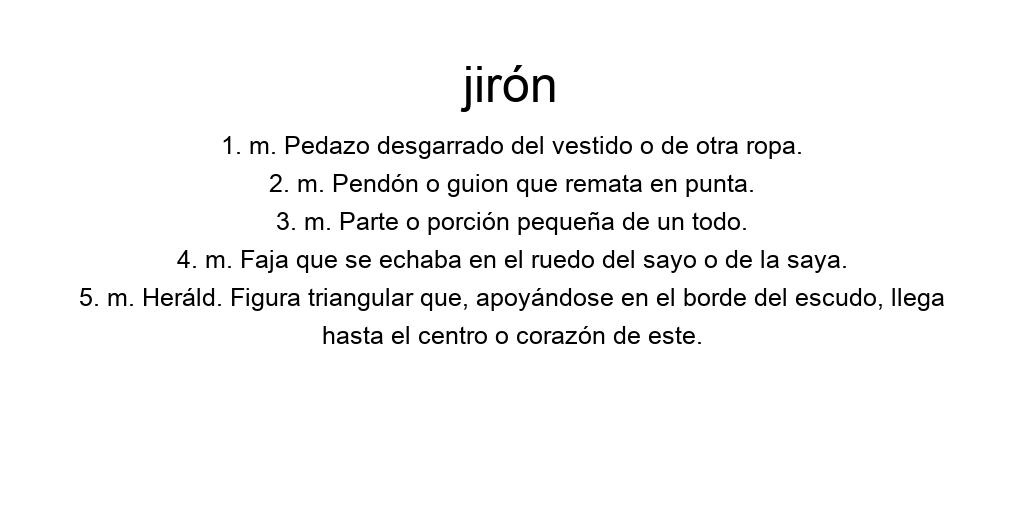 jirón
1. m. Pedazo desgarrado del vestido o de otra ropa.
2. m. Pendón o guion que remata en punta.
3. m. Parte o porción pequeña de un todo.
4. m. Faja que se echaba en el ruedo del sayo o de la saya.
5. m. Heráld. Figura triangular que, apoyándose en el borde del escudo, llega
hasta el centro o corazón de este.